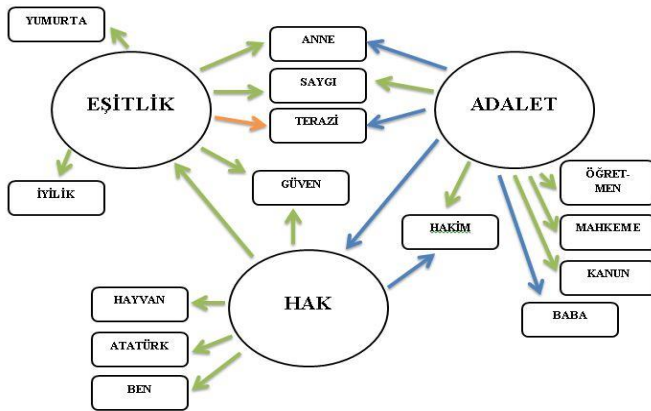 YUMURTA
ANNE
SAYGI
TERAZİ
EŞİTLİK
ADALET
İYİLİK
GÜVEN
ÖĞRET-
MEN
HAKİM
MAHKEME
KANUN
BABA
HAK
HAYVAN
ATATÜRK
BEN